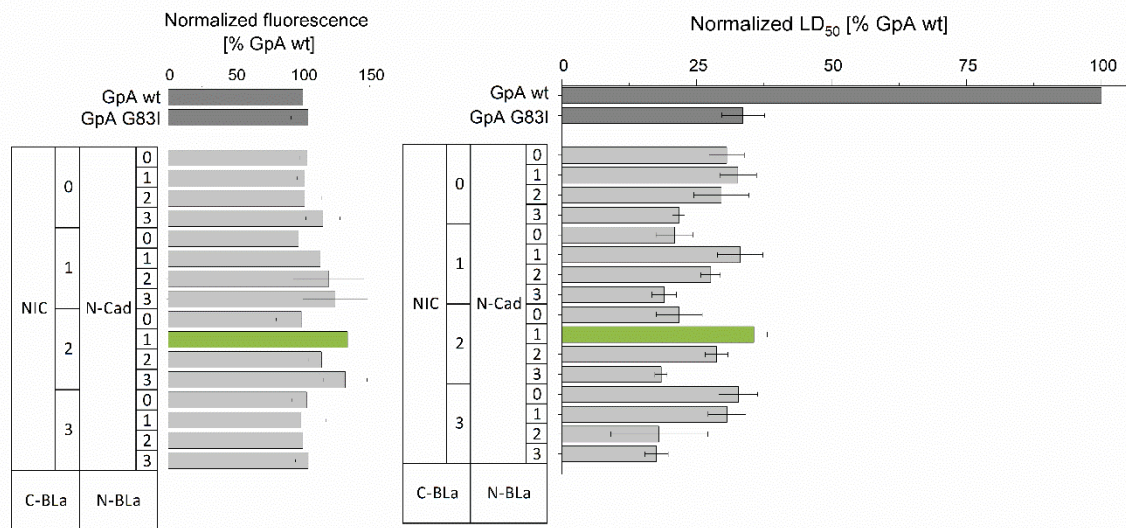 Normalized fluorescence
[% GpA wt]
0 50 100 150
GpA wt
GpA G83I
NIC
N-Cad
0
0
1
2
3
1
0
1
2
3
2
0
1
2
3
3
0
1
2
3
C-BLa N-BLa
Normalized LD50 [% GpA wt]
0 25 50 75 100
GpA wt
GpA G83I
NIC
N-Cad
0
0
1
2
3
1
0
1
2
3
2
0
1
2
3
3
0
1
2
3
C-BLa N-BLa